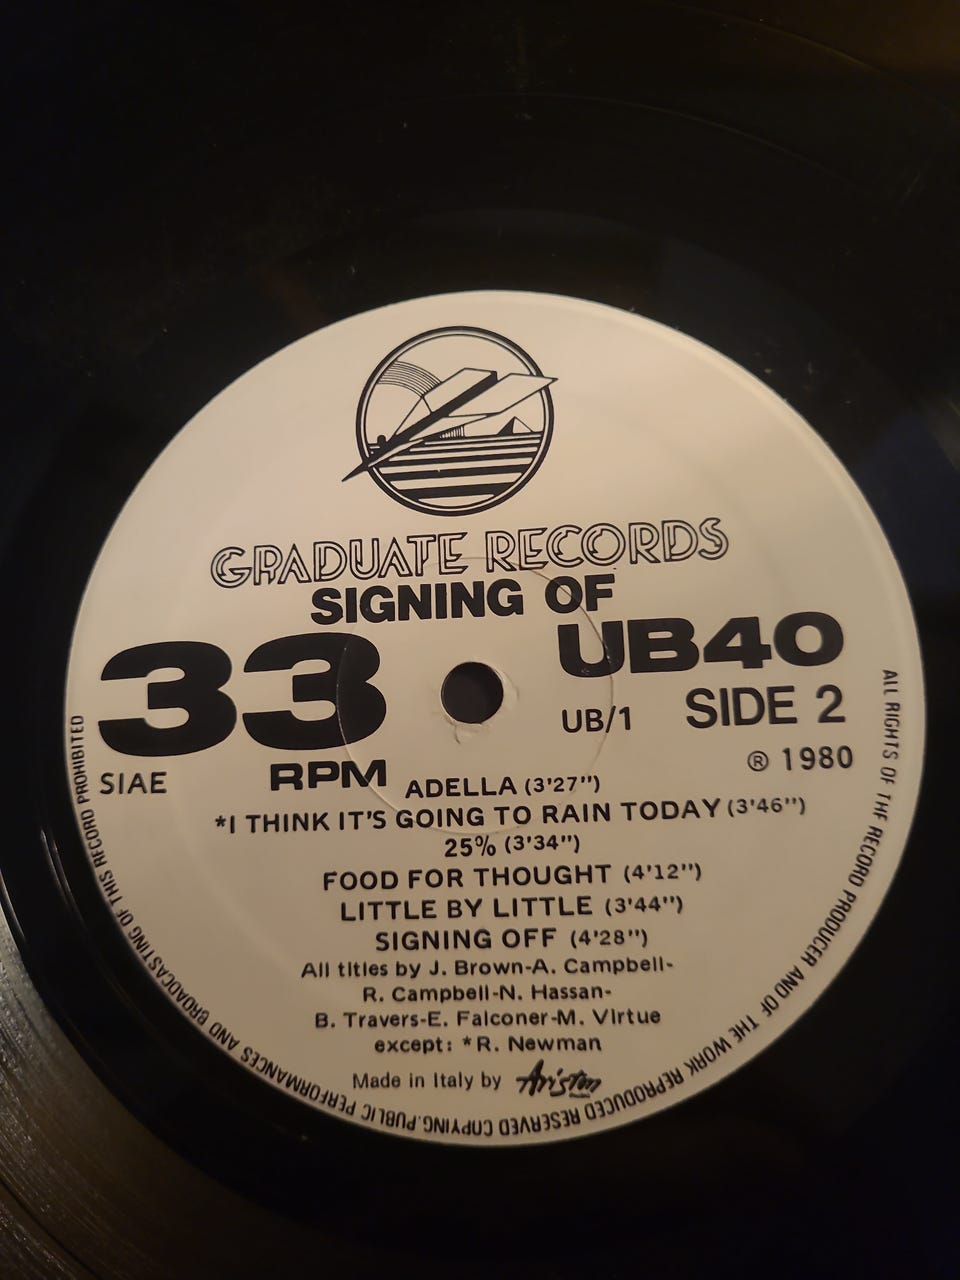 GRADUATE RECORDS
SIGNING OF
33
RPM
SIAE
UB40
UB/1 SIDE 2
® 1980
ADELLA (3'27")
*I THINK IT'S GOING TO RAIN TODAY (3'46")
25% (3'34")
FOOD FOR THOUGHT (4'12")
LITTLE BY LITTLE (3'44")
SIGNING OFF (4'28")
All titles by J. Brown-A. Campbell-
R. Campbell-N. Hassan-
B. Travers-E. Falconer-M. Virtue
except: *R. Newman
Made in Italy by Ariston
ALL RIGHTS OF THE RECORD PRODUCER AND OF THE WORK REPRODUCED RESERVED COPYING, PUBLIC PERFORMANCES AND BROADCASTING OF THIS RECORD PROHIBITED